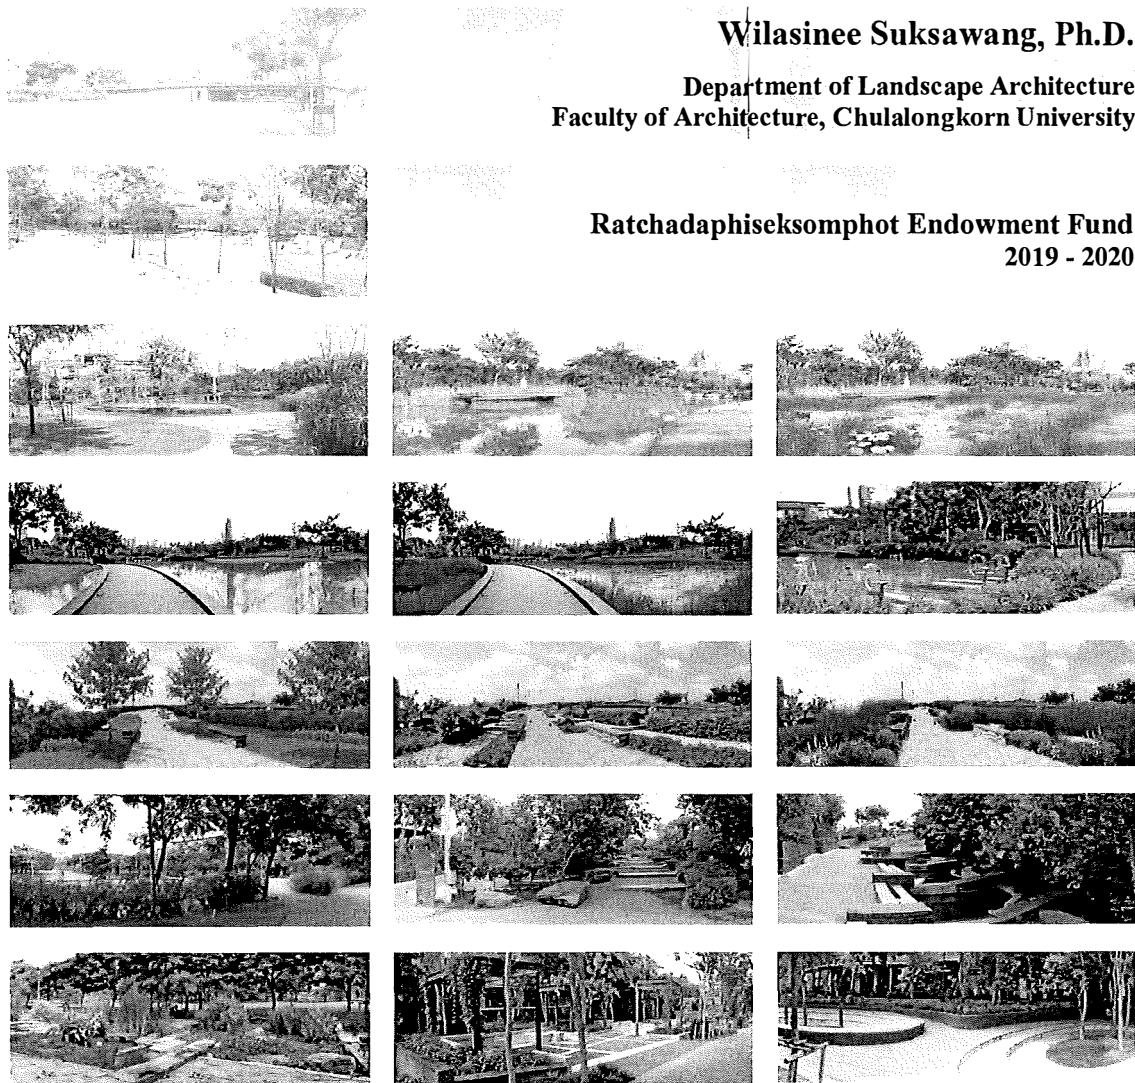 Wilasinee Suksawang, Ph.D.
Department of Landscape Architecture
Faculty of Architecture, Chulalongkorn University
Ratchadaphiseksomphot Endowment Fund
2019 - 2020